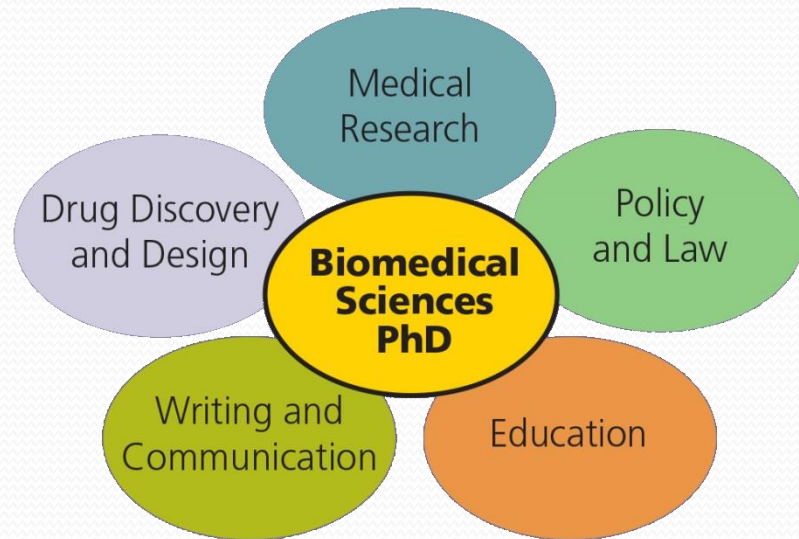 Medical
Research
Drug Discovery
and Design
Policy
and Law
Biomedical
Sciences
PhD
Writing and
Communication
Education